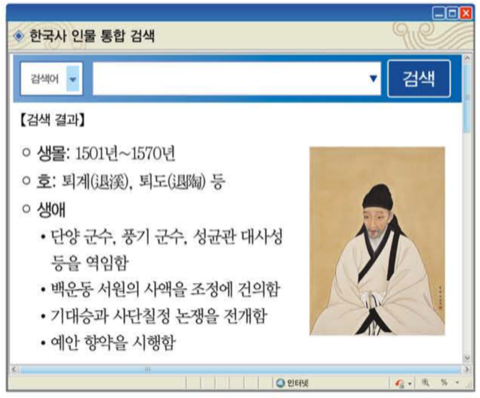 한국사 인물 통합 검색
검색어 검색
【검색 결과】
○ 생몰: 1501년~1570년
○ 호: 퇴계(退溪), 퇴도(退陶) 등
○ 생애
• 단양 군수, 풍기 군수, 성균관 대사성
등을 역임함
• 백운동 서원의 사액을 조정에 건의함
• 기대승과 사단칠정 논쟁을 전개함
• 예안 향약을 시행함
인터넷 %